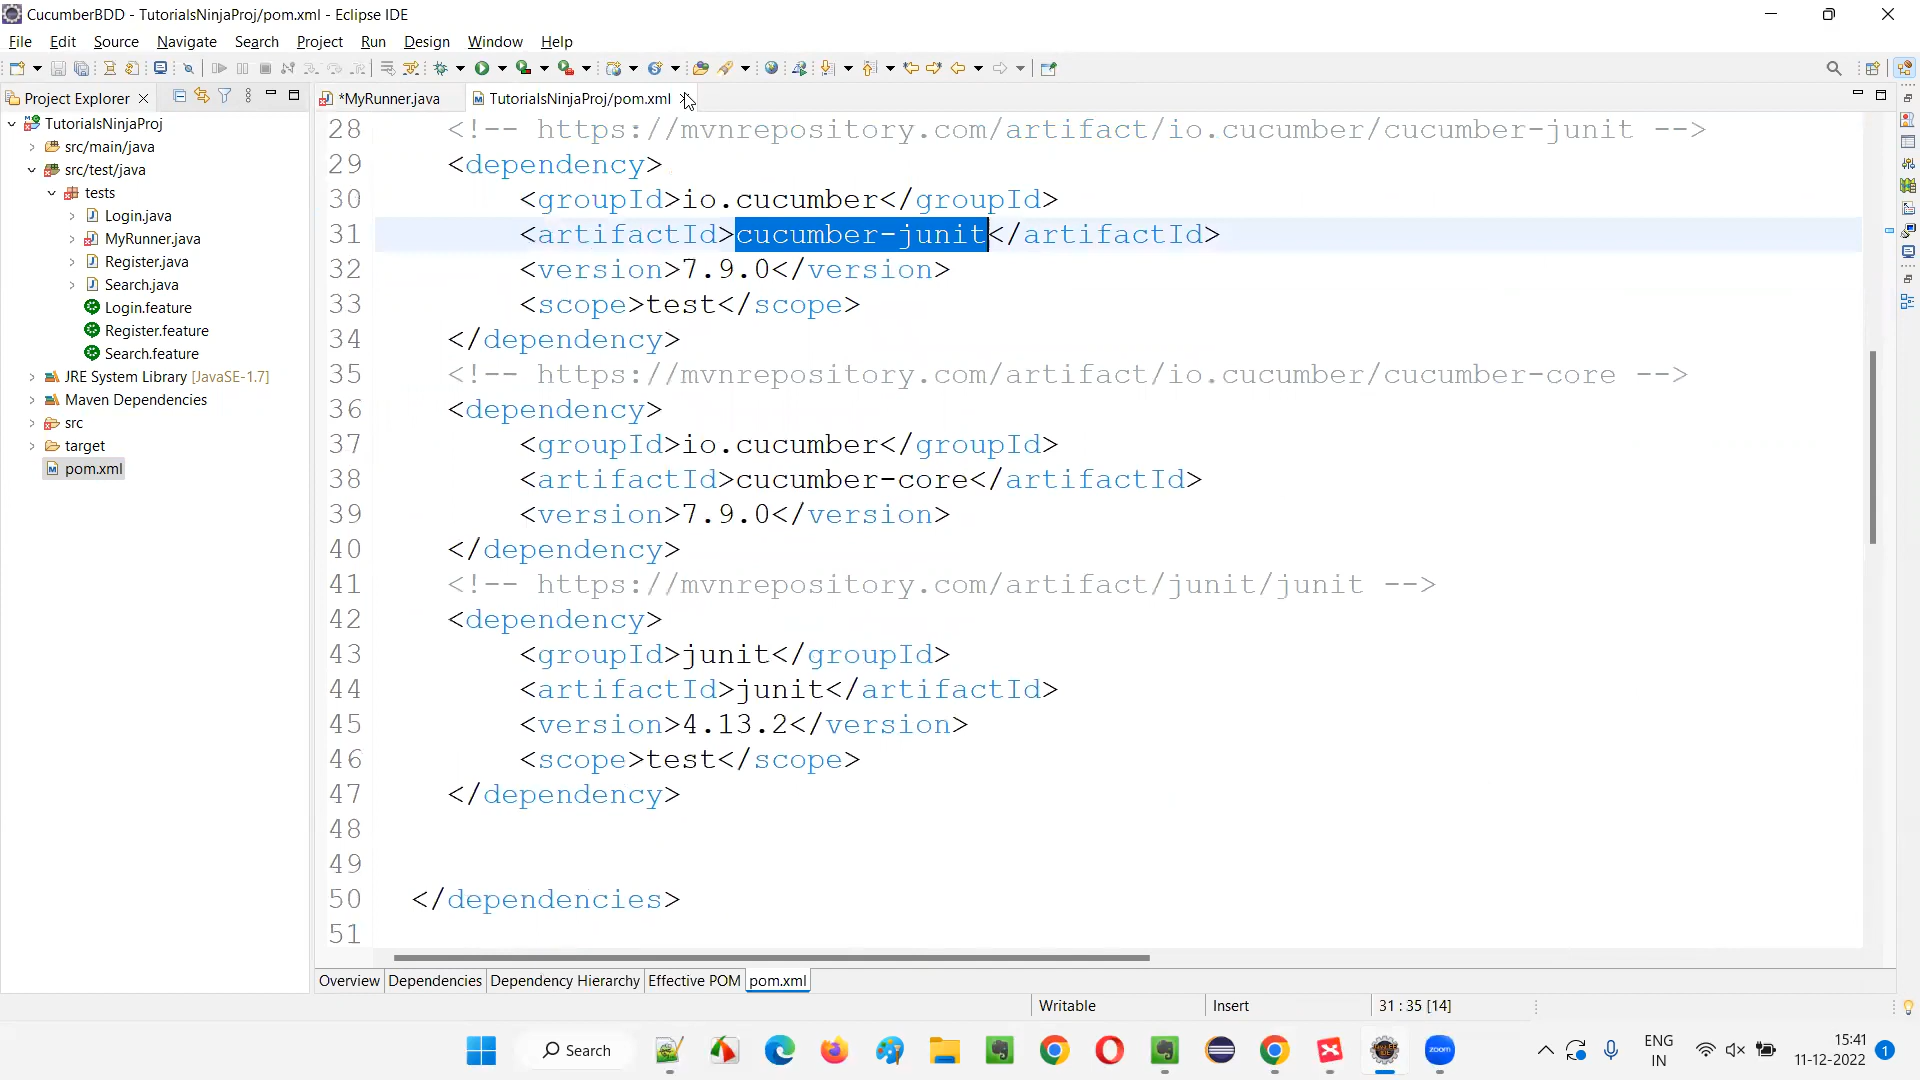 CucumberBDD - TutorialsNinjaProj/pom.xml - Eclipse IDE
File Edit Source Navigate Search Project Run Design Window Help
Project Explorer
*MyRunner.java
TutorialsNinjaProj/pom.xml
TutorialsNinjaProj
src/main/java
src/test/java
tests
Login.java
MyRunner.java
Register.java
Search.java
Login.feature
Register.feature
Search.feature
JRE System Library [JavaSE-1.7]
Maven Dependencies
src
target
pom.xml
28 <!-- https://mvnrepository.com/artifact/io.cucumber/cucumber-junit -->
29 <dependency>
30 <groupId>io.cucumber</groupId>
31 <artifactId>cucumber-junit</artifactId>
32 <version>7.9.0</version>
33 <scope>test</scope>
34 </dependency>
35 <!-- https://mvnrepository.com/artifact/io.cucumber/cucumber-core -->
36 <dependency>
37 <groupId>io.cucumber</groupId>
38 <artifactId>cucumber-core</artifactId>
39 <version>7.9.0</version>
40 </dependency>
41 <!-- https://mvnrepository.com/artifact/junit/junit -->
42 <dependency>
43 <groupId>junit</groupId>
44 <artifactId>junit</artifactId>
45 <version>4.13.2</version>
46 <scope>test</scope>
47 </dependency>
48
49
50 </dependencies>
51
Overview Dependencies Dependency Hierarchy Effective POM pom.xml
Writable Insert 31 : 35 [14]
Search
zoom
ENG
IN
15:41
11-12-2022
1